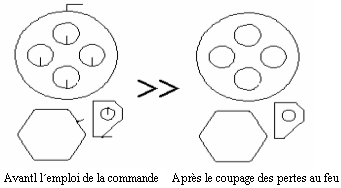 >>
Avantl l´emploi de la commande Après le coupage des pertes au feu